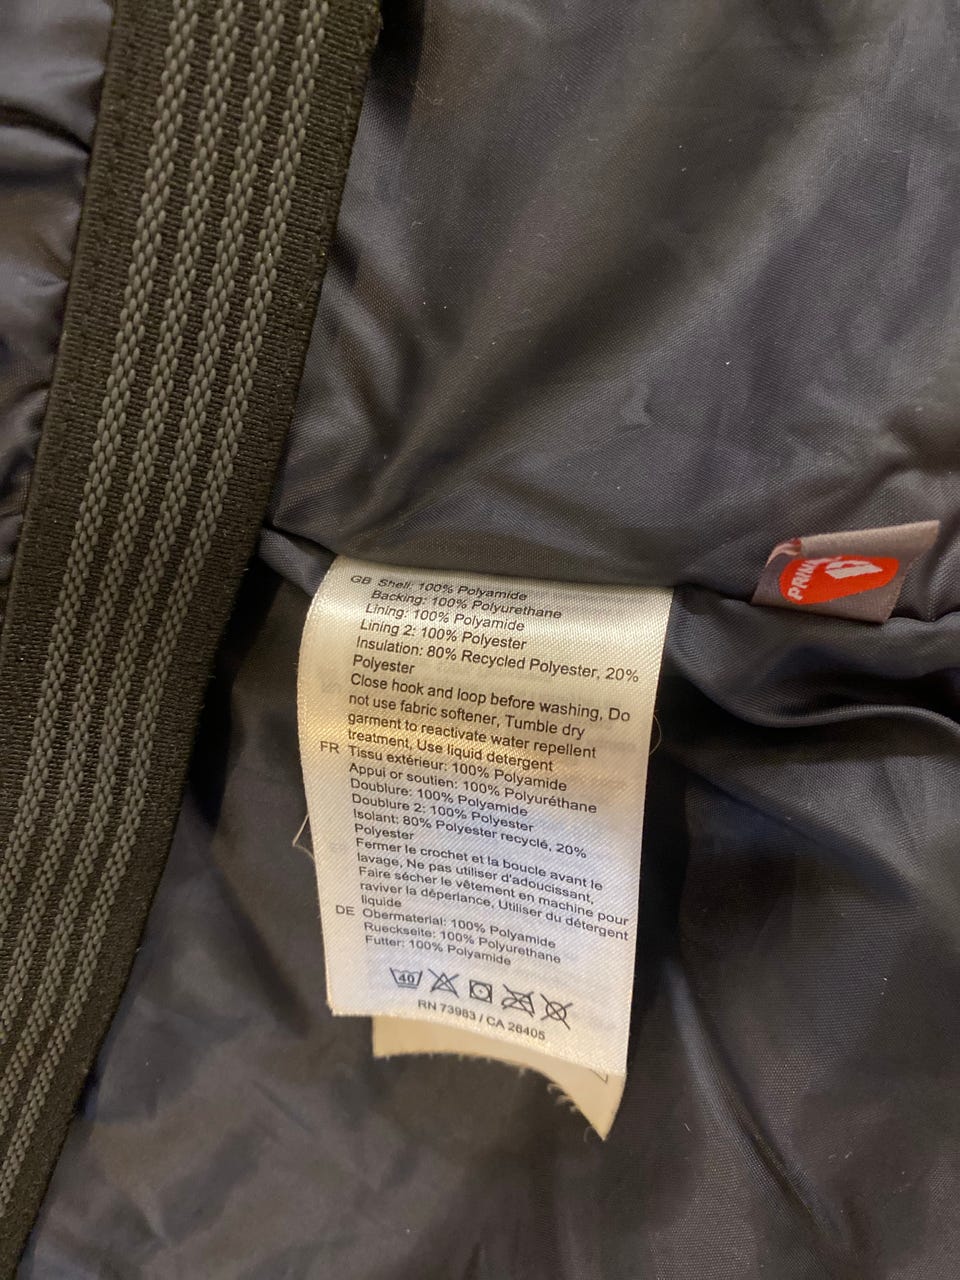 GB Shell: 100% Polyamide
Backing: 100% Polyurethane
Lining: 100% Polyamide
Lining 2: 100% Polyester
Insulation: 80% Recycled Polyester, 20%
Polyester
Close hook and loop before washing, Do
not use fabric softener, Tumble dry
garment to reactivate water repellent
treatment, Use liquid detergent
FR Tissu extérieur: 100% Polyamide
Appui or soutien: 100% Polyuréthane
Doublure: 100% Polyamide
Doublure 2: 100% Polyester
Isolant: 80% Polyester recyclé, 20%
Polyester
Fermer le crochet et la boucle avant le
lavage, Ne pas utiliser d'adoucissant,
Faire sécher le vêtement en machine pour
raviver la déperlance, Utiliser du détergent
liquide
DE Obermaterial: 100% Polyamide
Rueckseite: 100% Polyurethane
Futter: 100% Polyamide
40
RN 73983 / CA 26405